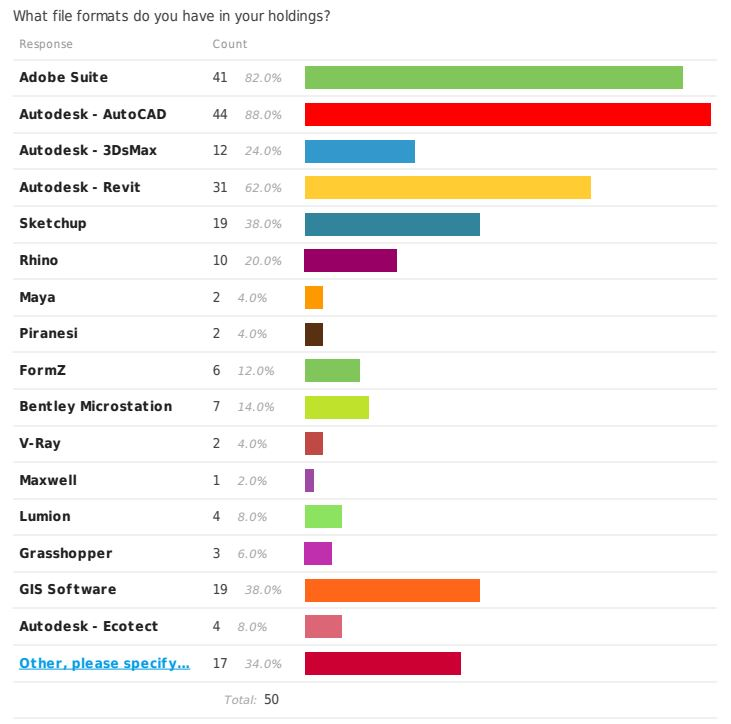 What file formats do you have in your holdings?
Response Count
Adobe Suite 41 82.0%
Autodesk - AutoCAD 44 88.0%
Autodesk - 3DsMax 12 24.0%
Autodesk - Revit 31 62.0%
Sketchup 19 38.0%
Rhino 10 20.0%
Maya 2 4.0%
Piranesi 2 4.0%
FormZ 6 12.0%
Bentley Microstation 7 14.0%
V-Ray 2 4.0%
Maxwell 1 2.0%
Lumion 4 8.0%
Grasshopper 3 6.0%
GIS Software 19 38.0%
Autodesk - Ecotect 4 8.0%
Other, please specify... 17 34.0%
Total: 50